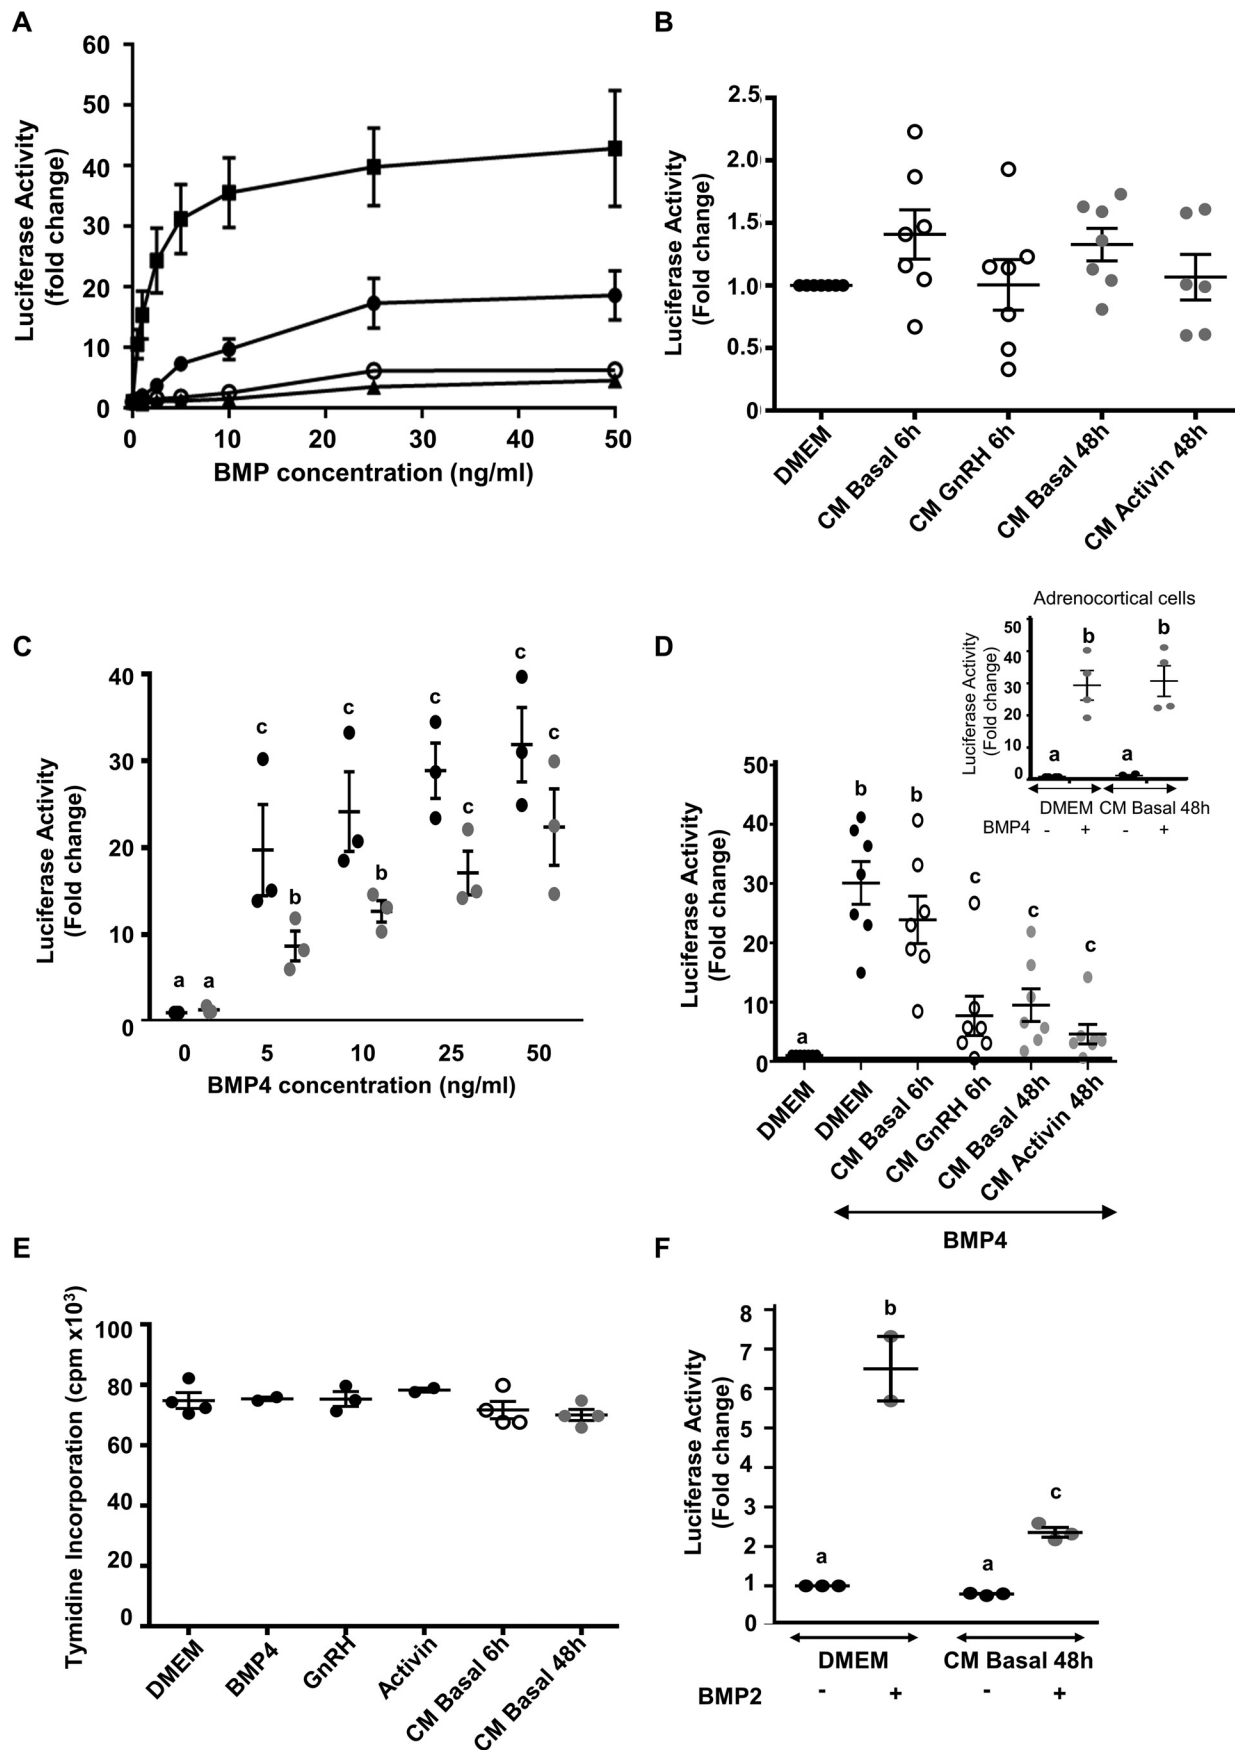 A
60
50
40
30
20
10
0
Luciferase Activity
(fold change)
0 10 20 30 40 50
BMP concentration (ng/ml)
B
2.5
2.0
1.5
1.0
0.5
0
Luciferase Activity
(Fold change)
DMEM
CM Basal 6h
CM GnRH 6h
CM Basal 48h
CM Activin 48h
C
40
30
20
10
0
Luciferase Activity
(Fold change)
a a c b c b c c c c
0 5 10 25 50
BMP4 concentration (ng/ml)
D
Adrenocortical cells
50
40
30
20
10
0
Luciferase Activity
(Fold change)
a b a b
DMEM CM Basal 48h
BMP4 - + - +
50
40
30
20
10
0
Luciferase Activity
(Fold change)
a b b c c c
DMEM
DMEM
CM Basal 6h
CM GnRH 6h
CM Basal 48h
CM Activin 48h
BMP4
E
100
80
60
40
20
0
Tymidine Incorporation (cpm x10³)
DMEM
BMP4
GnRH
Activin
CM Basal 6h
CM Basal 48h
F
8
7
6
5
4
3
2
1
0
Luciferase Activity
(Fold change)
a b a c
DMEM CM Basal 48h
BMP2 - + - +